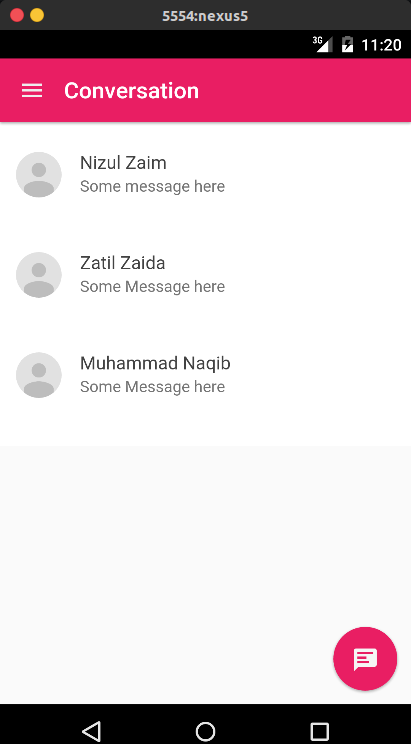 5554:nexus5
3G 11:20
Conversation
Nizul Zaim
Some message here
Zatil Zaida
Some Message here
Muhammad Naqib
Some Message here